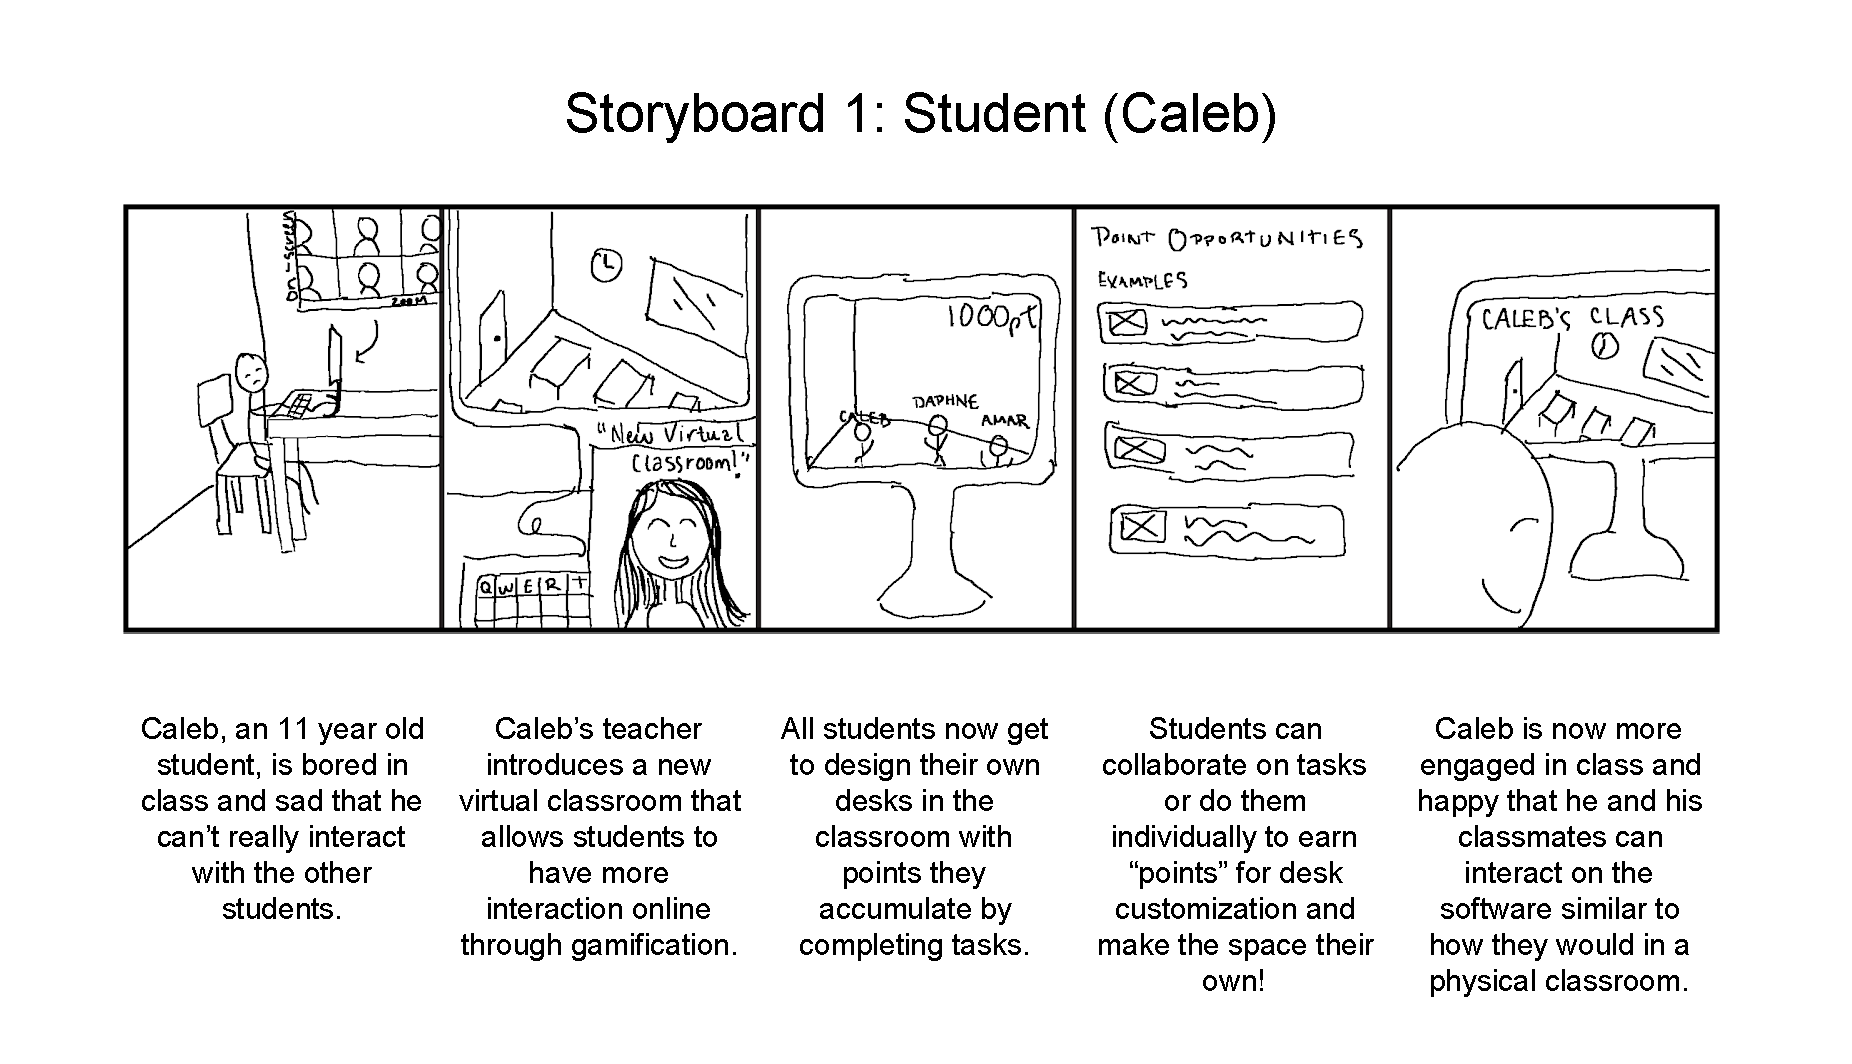 Storyboard 1: Student (Caleb)
on-screen
ZOOM
"New Virtual
Classroom!"
Q W E R T
1000pt
CALEB
DAPHNE
AMAR
POINT OPPORTUNITIES
EXAMPLES
CALEB'S CLASS
Caleb, an 11 year old
student, is bored in
class and sad that he
can't really interact
with the other
students.
Caleb's teacher
introduces a new
virtual classroom that
allows students to
have more
interaction online
through gamification.
All students now get
to design their own
desks in the
classroom with
points they
accumulate by
completing tasks.
Students can
collaborate on tasks
or do them
individually to earn
“points” for desk
customization and
make the space their
own!
Caleb is now more
engaged in class and
happy that he and his
classmates can
interact on the
software similar to
how they would in a
physical classroom.